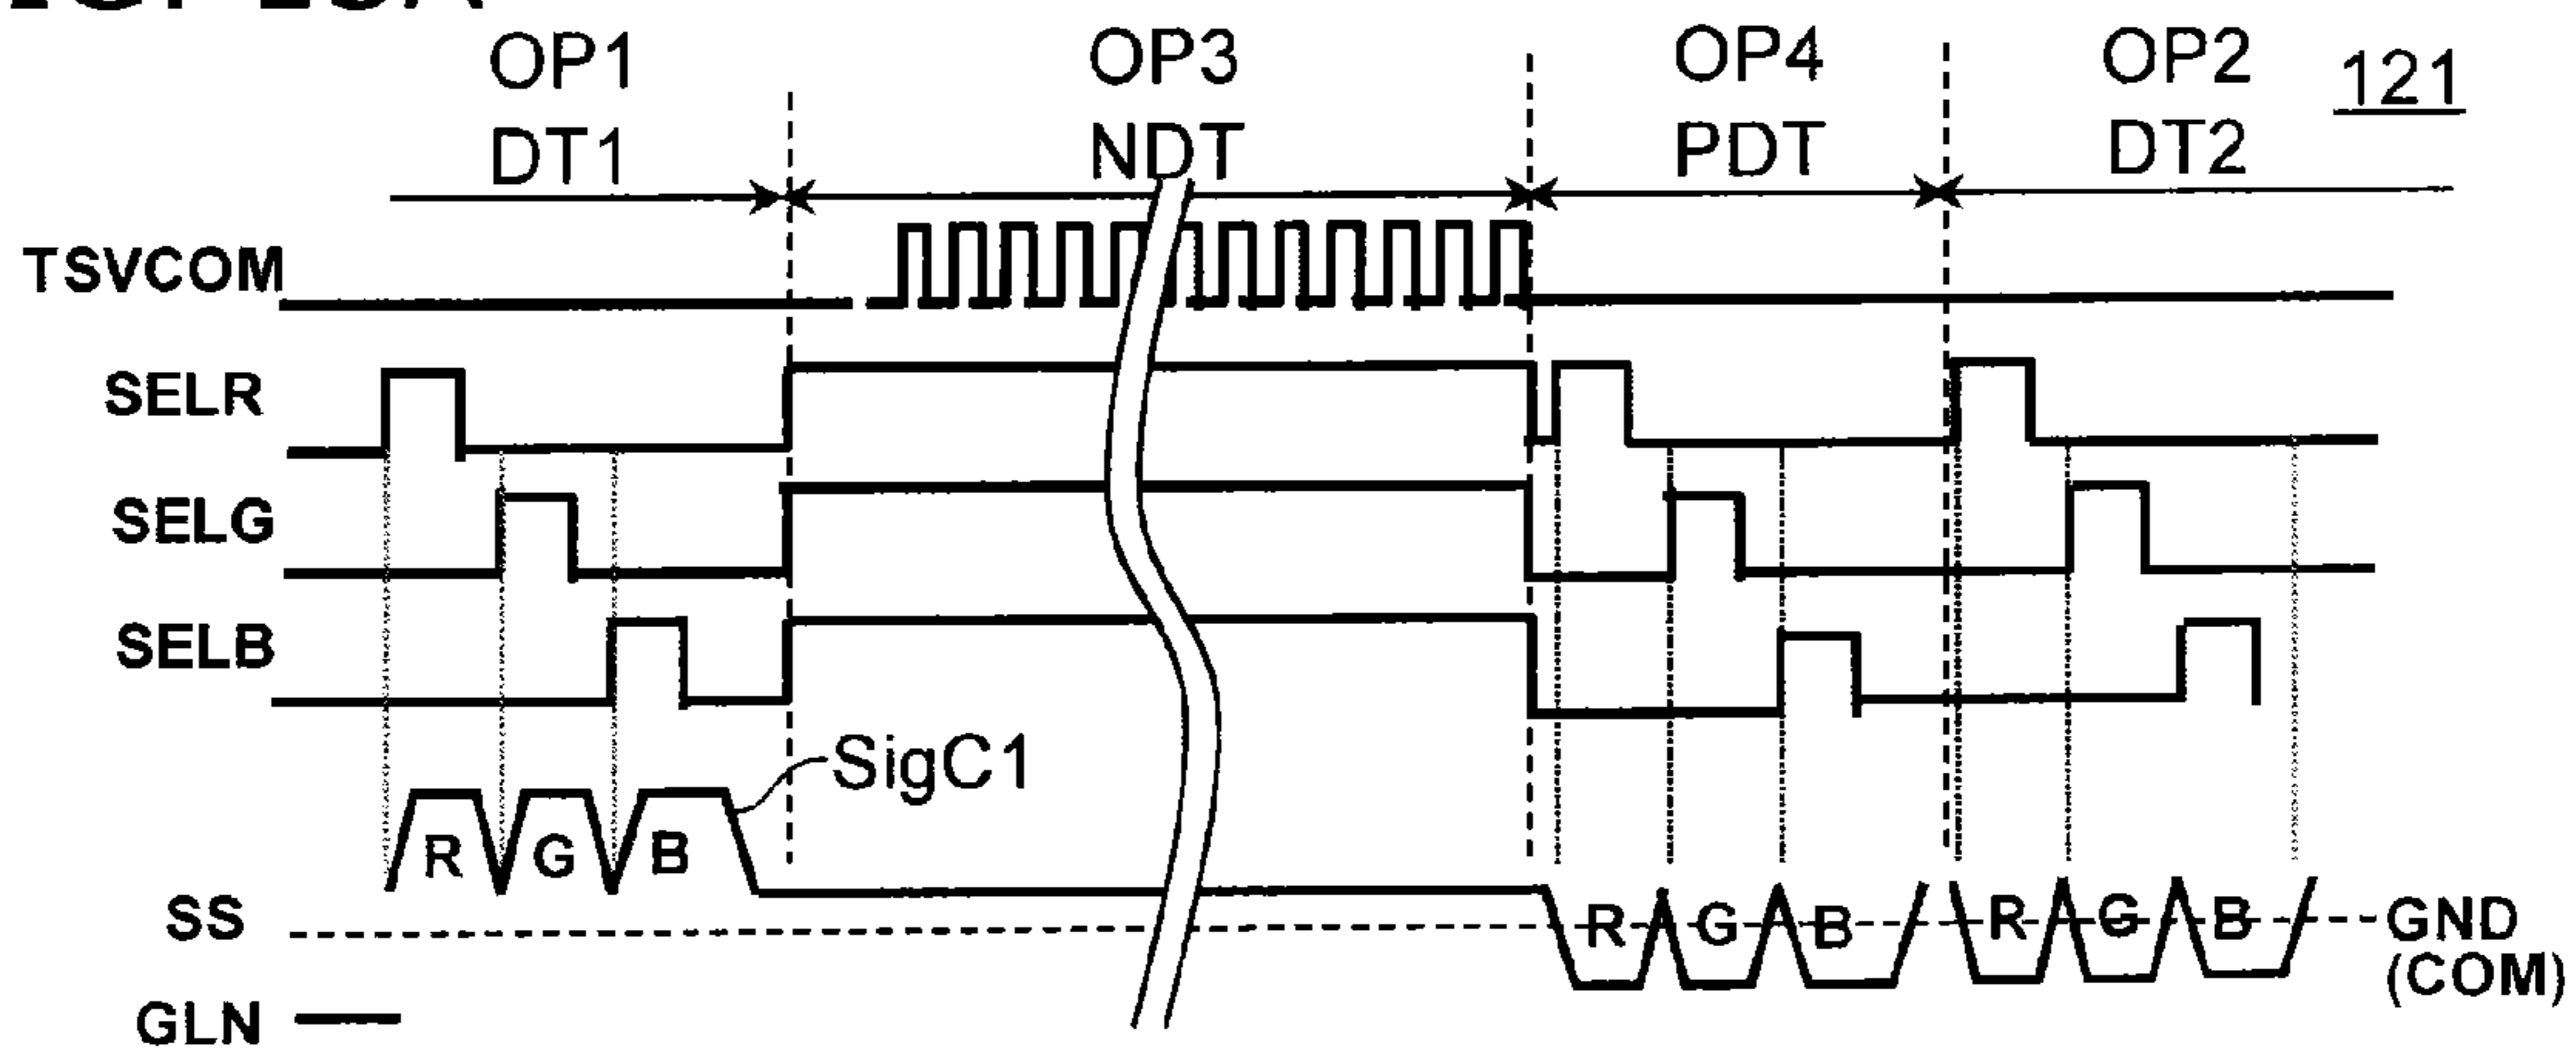 OP1 OP3 OP4 OP2 121
DT1 NDT PDT DT2
TSVCOM
SELR
SELG
SELB
SigC1
R G B
SS R G B R G B GND
(COM)
GLN